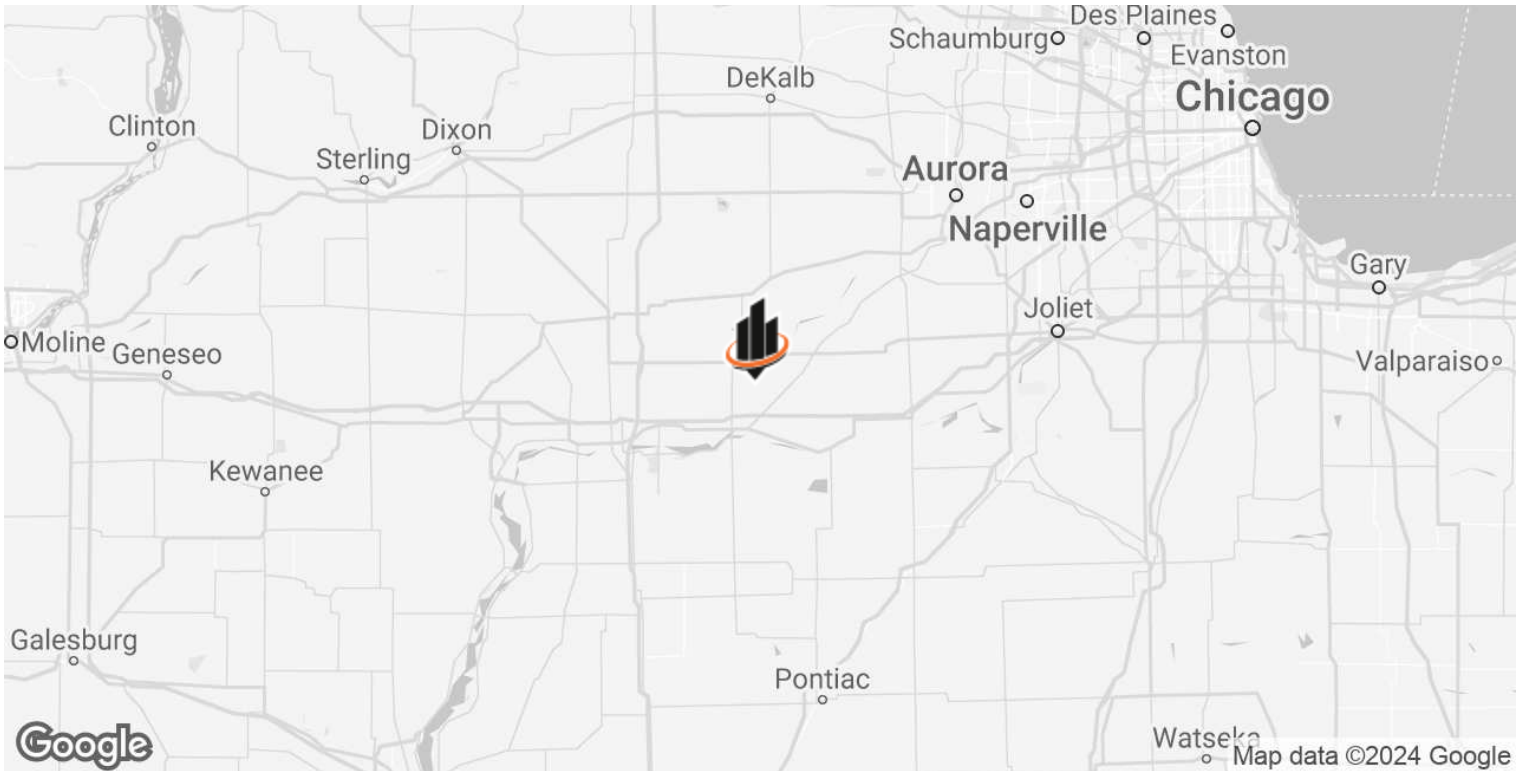 Des Plaines
Schaumburg
Evanston
DeKalb
Chicago
Clinton
Dixon
Sterling
Aurora
Naperville
Gary
Joliet
Moline
Geneseo
Valparaiso
Kewanee
Galesburg
Pontiac
Watseka
Google
Map data ©2024 Google